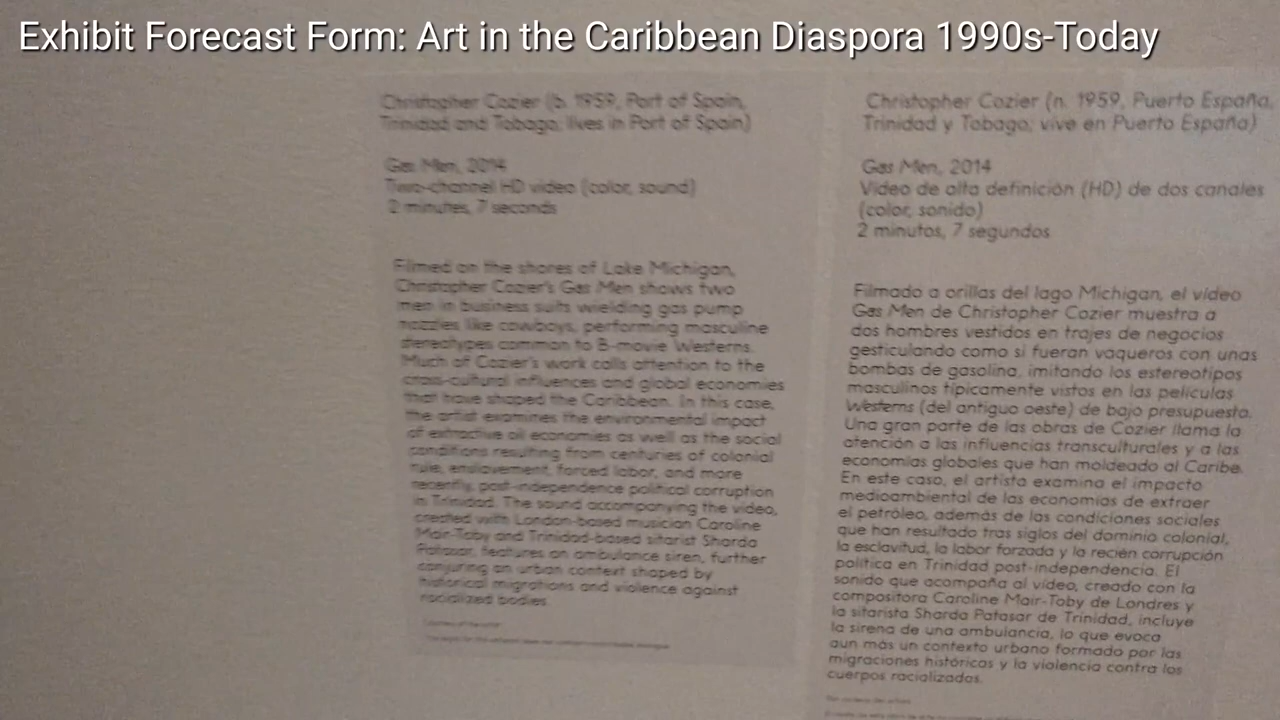 Exhibit Forecast Form: Art in the Caribbean Diaspora 1990s-Today
Christopher Cozier (b. 1959, Port of Spain,
Trinidad and Tobago; lives in Port of Spain)
Gas Men, 2014
Two-channel HD video (color, sound)
2 minutes, 7 seconds
Filmed on the shores of Lake Michigan,
Christopher Cozier's Gas Men shows two
men in business suits wielding gas pump
nozzles like cowboys, performing masculine
stereotypes common to B-movie Westerns.
Much of Cozier's work calls attention to the
cross-cultural influences and global economies
that have shaped the Caribbean. In this case,
the artist examines the environmental impact
of extractive oil economies as well as the social
conditions resulting from centuries of colonial
rule, enslavement, forced labor, and more
recently, post-independence political corruption
in Trinidad. The sound accompanying the video,
created with London-based musician Caroline
Mair-Toby and Trinidad-based sitarist Sharda
Patasar, features an ambulance siren, further
conjuring an urban context shaped by
historical migrations and violence against
racialized bodies.
Christopher Cozier (n. 1959, Puerto España,
Trinidad y Tobago; vive en Puerto España)
Gas Men, 2014
Video de alta definición (HD) de dos canales
(color, sonido)
2 minutos, 7 segundos
Filmado a orillas del lago Michigan, el video
Gas Men de Christopher Cozier muestra a
dos hombres vestidos en trajes de negocios
gesticulando como si fueran vaqueros con unas
bombas de gasolina, imitando los estereotipos
masculinos típicamente vistos en las películas
Westerns (del antiguo oeste) de bajo presupuesto.
Una gran parte de las obras de Cozier llama la
atención a las influencias transculturales y a las
economías globales que han moldeado al Caribe.
En este caso, el artista examina el impacto
medioambiental de las economías de extraer
el petróleo, además de las condiciones sociales
que han resultado tras siglos del dominio colonial,
la esclavitud, la labor forzada y la recién corrupción
política en Trinidad post-independencia. El
sonido que acompaña al video, creado con la
compositora Caroline Mair-Toby de Londres y
la sitarista Sharda Patasar de Trinidad, incluye
la sirena de una ambulancia, lo que evoca
aun más un contexto urbano formado por las
migraciones históricas y la violencia contra los
cuerpos racializados.